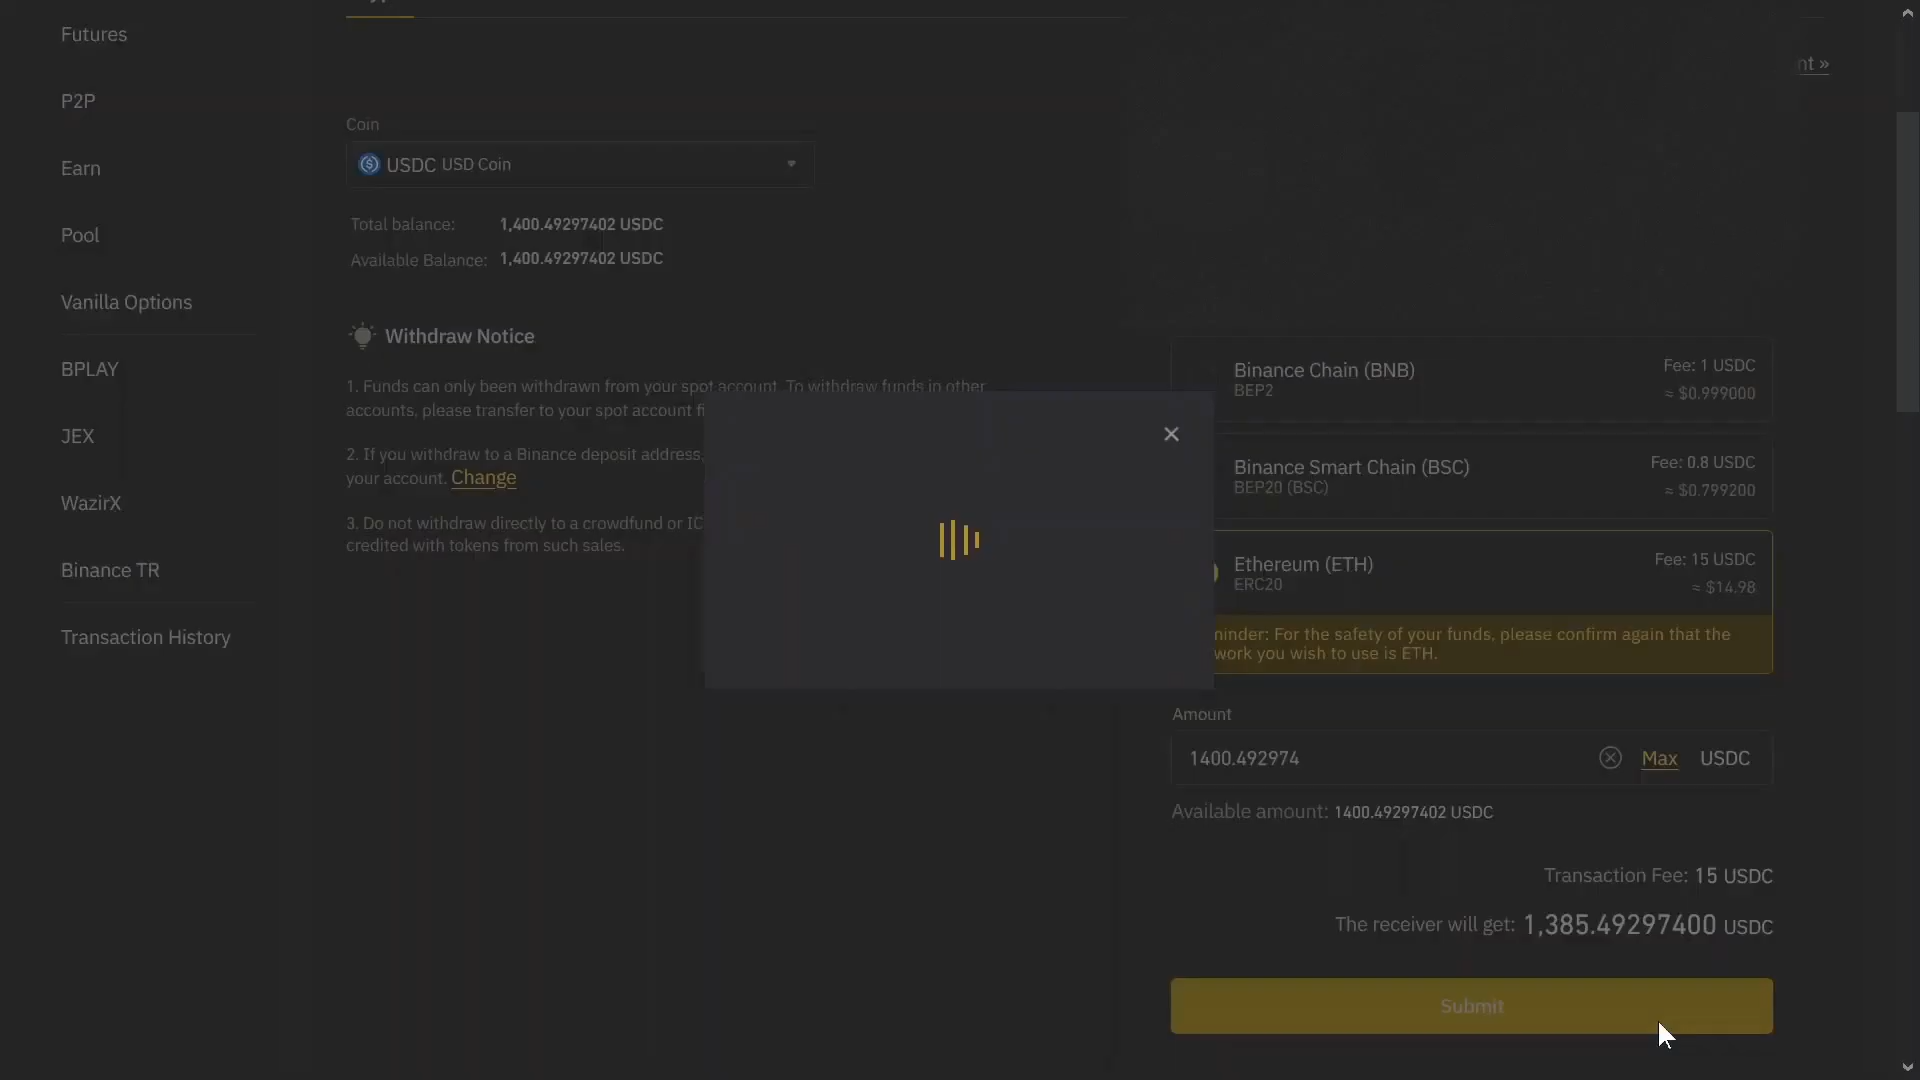 Futures
P2P
Earn
Pool
Vanilla Options
BPLAY
JEX
WazirX
Binance TR
Transaction History
nt »
Coin
USDC USD Coin
Total balance: 1,400.49297402 USDC
Available Balance: 1,400.49297402 USDC
Withdraw Notice
1. Funds can only been withdrawn from your spot account. To withdraw funds in other
accounts, please transfer to your spot account fi
2. If you withdraw to a Binance deposit address,
your account. Change
3. Do not withdraw directly to a crowdfund or IC
credited with tokens from such sales.
Binance Chain (BNB) Fee: 1 USDC
BEP2 ≈ $0.999000
Binance Smart Chain (BSC) Fee: 0.8 USDC
BEP20 (BSC) ≈ $0.799200
Ethereum (ETH) Fee: 15 USDC
ERC20 ≈ $14.98
minder: For the safety of your funds, please confirm again that the
work you wish to use is ETH.
Amount
1400.492974 Max USDC
Available amount: 1400.49297402 USDC
Transaction Fee: 15 USDC
The receiver will get: 1,385.49297400 USDC
Submit